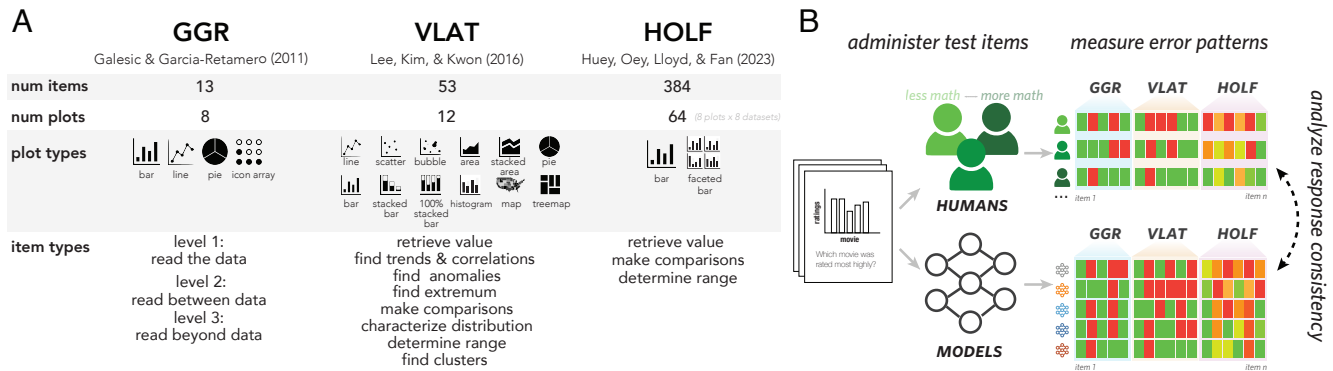 A
GGR
Galesic & Garcia-Retamero (2011)
VLAT
Lee, Kim, & Kwon (2016)
HOLF
Huey, Oey, Lloyd, & Fan (2023)
num items
13
53
384
num plots
8
12
64 (8 plots x 8 datasets)
plot types
bar
line
pie
icon array
line
scatter
bubble
area
stacked
area
pie
bar
stacked
bar
100%
stacked
bar
histogram
map
treemap
bar
faceted
bar
item types
level 1:
read the data
level 2:
read between data
level 3:
read beyond data
retrieve value
find trends & correlations
find anomalies
find extremum
make comparisons
characterize distribution
determine range
find clusters
retrieve value
make comparisons
determine range
B
administer test items
measure error patterns
less math — more math
ratings
movie
Which movie was
rated most highly?
HUMANS
MODELS
GGR
VLAT
HOLF
...
item 1
item n
GGR
VLAT
HOLF
item 1
item n
analyze response consistency